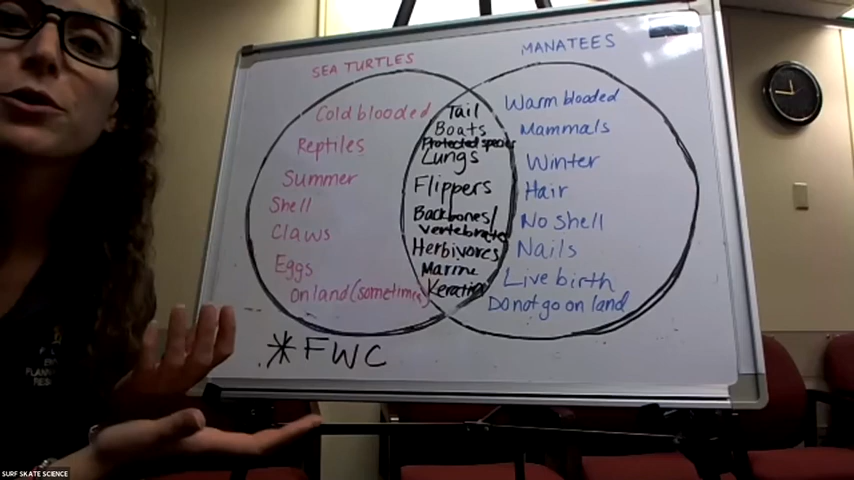 SEA TURTLES
Cold blooded
Reptiles
Summer
Shell
Claws
Eggs
On land (sometimes)
Tail
Boats
Protected species
Lungs
Flippers
Backbones/
vertebrates
Herbivores
Marine
Keratin
MANATEES
Warm blooded
Mammals
Winter
Hair
No Shell
Nails
Live birth
Do not go on land
*FWC
SURF SKATE SCIENCE